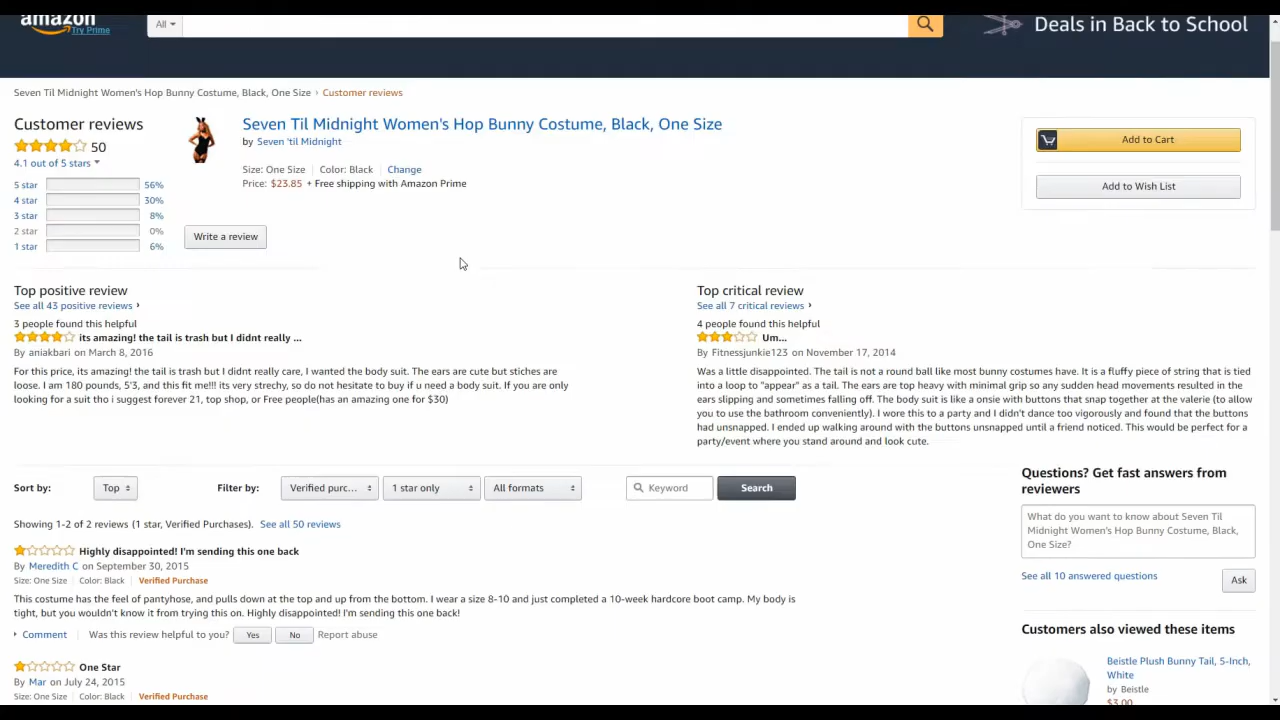 amazon
Try Prime
All
Deals in Back to School
Seven Til Midnight Women's Hop Bunny Costume, Black, One Size › Customer reviews
Customer reviews
50
4.1 out of 5 stars
5 star 56%
4 star 30%
3 star 8%
2 star 0%
1 star 6%
Seven Til Midnight Women's Hop Bunny Costume, Black, One Size
by Seven 'til Midnight
Size: One Size | Color: Black | Change
Price: $23.85 + Free shipping with Amazon Prime
Write a review
Add to Cart
Add to Wish List
Top positive review
See all 43 positive reviews ›
3 people found this helpful
its amazing! the tail is trash but I didnt really ...
By aniakbari on March 8, 2016
For this price, its amazing! the tail is trash but I didnt really care, I wanted the body suit. The ears are cute but stiches are
loose. I am 180 pounds, 5'3, and this fit me!!! its very strechy, so do not hesitate to buy if u need a body suit. If you are only
looking for a suit tho i suggest forever 21, top shop, or Free people(has an amazing one for $30)
Top critical review
See all 7 critical reviews ›
4 people found this helpful
Um...
By Fitnessjunkie123 on November 17, 2014
Was a little disappointed. The tail is not a round ball like most bunny costumes have. It is a fluffy piece of string that is tied
into a loop to "appear" as a tail. The ears are top heavy with minimal grip so any sudden head movements resulted in the
ears slipping and sometimes falling off. The body suit is like a onsie with buttons that snap together at the valerie (to allow
you to use the bathroom conveniently). I wore this to a party and I didn't dance too vigorously and found that the buttons
had unsnapped. I ended up walking around with the buttons unsnapped until a friend noticed. This would be perfect for a
party/event where you stand around and look cute.
Sort by: Top Filter by: Verified purc... 1 star only All formats Keyword Search
Showing 1-2 of 2 reviews (1 star, Verified Purchases). See all 50 reviews
Highly disappointed! I'm sending this one back
By Meredith C on September 30, 2015
Size: One Size | Color: Black | Verified Purchase
This costume has the feel of pantyhose, and pulls down at the top and up from the bottom. I wear a size 8-10 and just completed a 10-week hardcore boot camp. My body is
tight, but you wouldn't know it from trying this on. Highly disappointed! I'm sending this one back!
Comment | Was this review helpful to you? Yes No Report abuse
One Star
By Mar on July 24, 2015
Size: One Size | Color: Black | Verified Purchase
Questions? Get fast answers from
reviewers
What do you want to know about Seven Til
Midnight Women's Hop Bunny Costume, Black,
One Size?
See all 10 answered questions
Ask
Customers also viewed these items
Beistle Plush Bunny Tail, 5-Inch,
White
by Beistle
$3.00